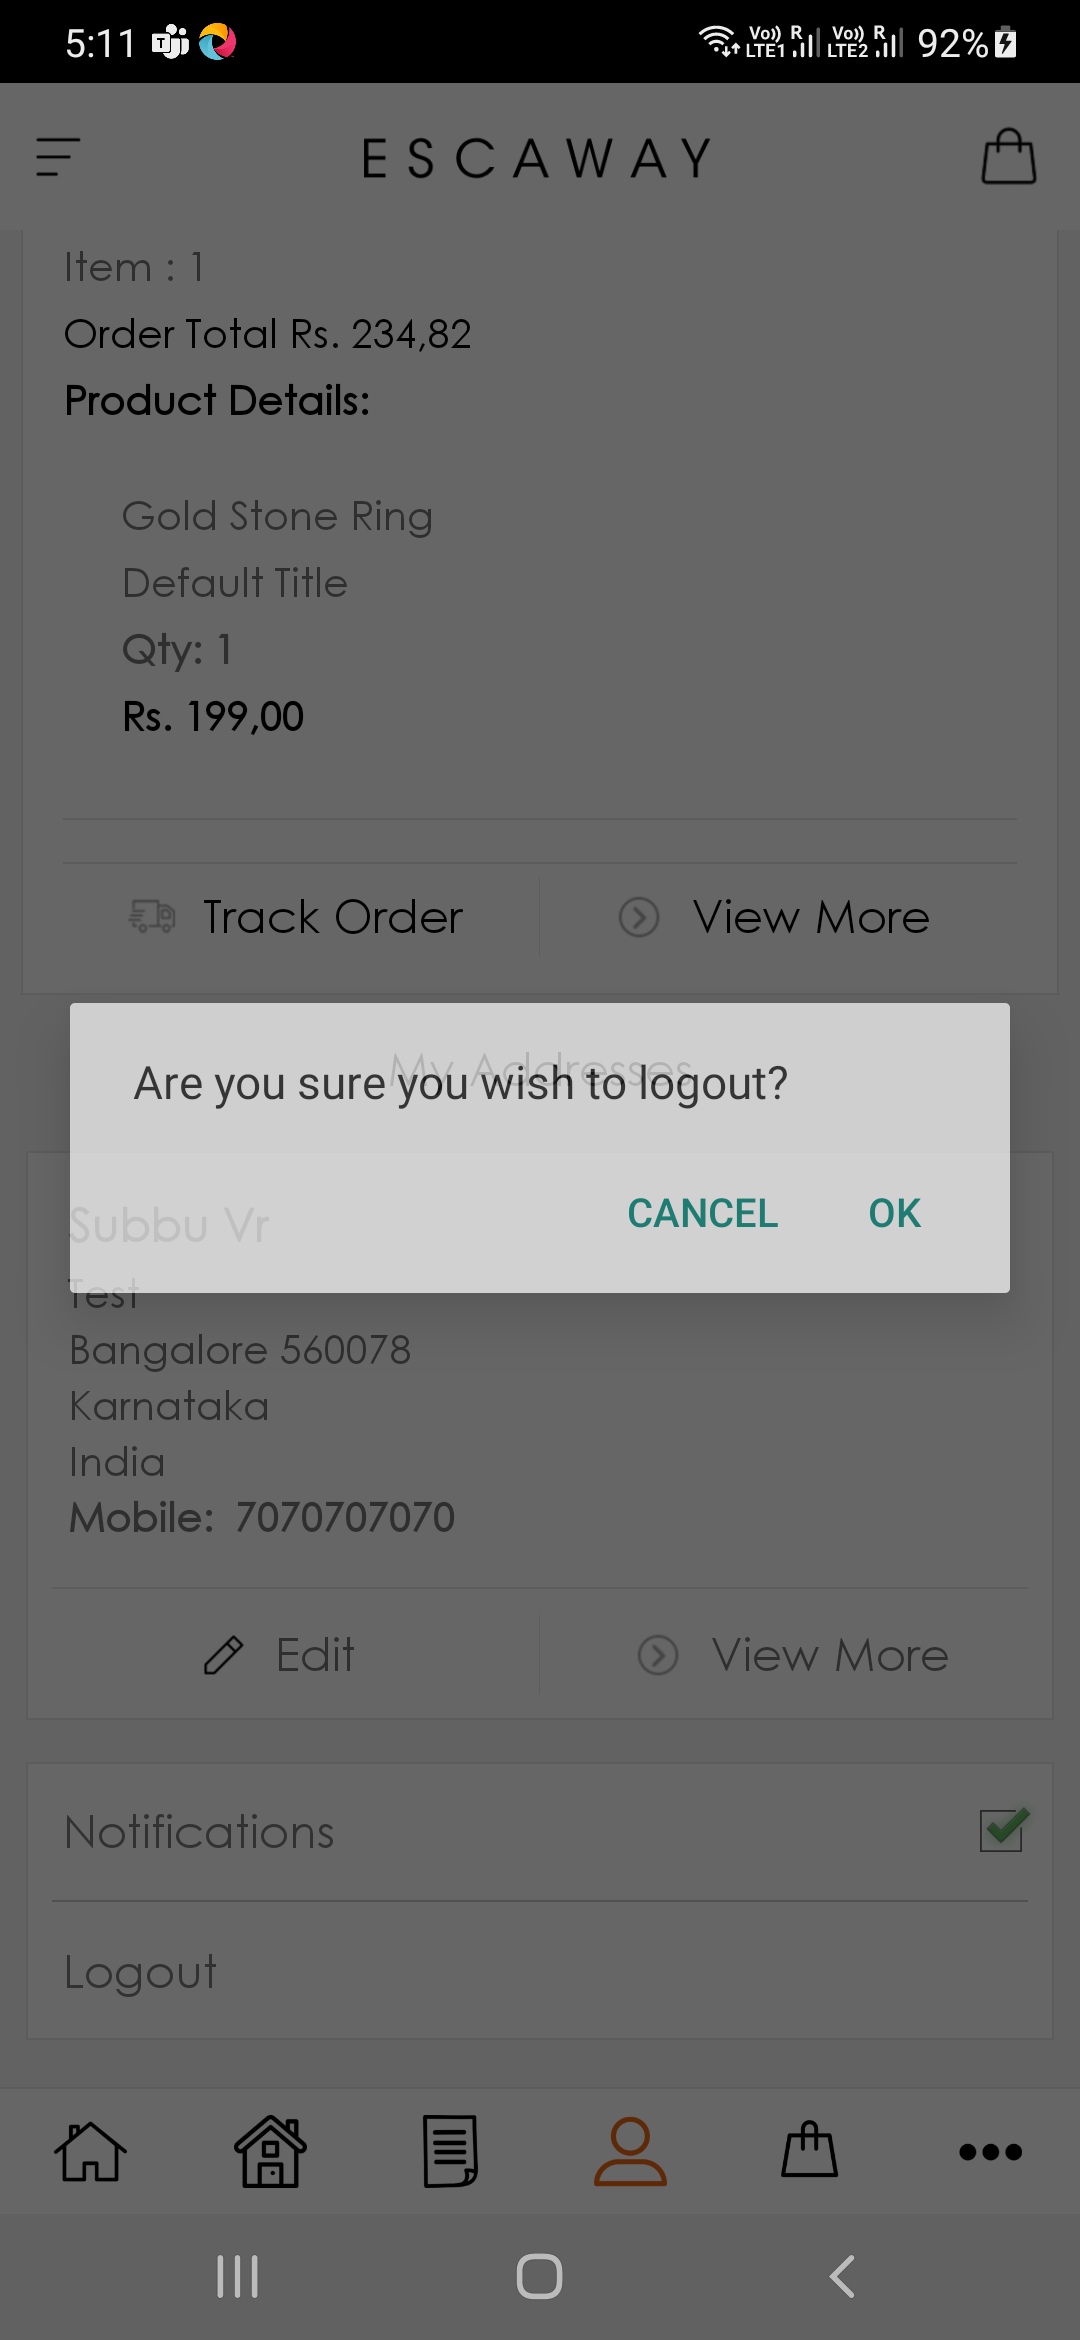 5:11
Vo)) R Vo)) R 92%
LTE1 LTE2
ESCAWAY
Item : 1
Order Total Rs. 234,82
Product Details:
Gold Stone Ring
Default Title
Qty: 1
Rs. 199,00
Track Order
View More
My Addresses
Are you sure you wish to logout?
CANCEL
OK
Subbu Vr
Test
Bangalore 560078
Karnataka
India
Mobile: 7070707070
Edit
View More
Notifications
Logout